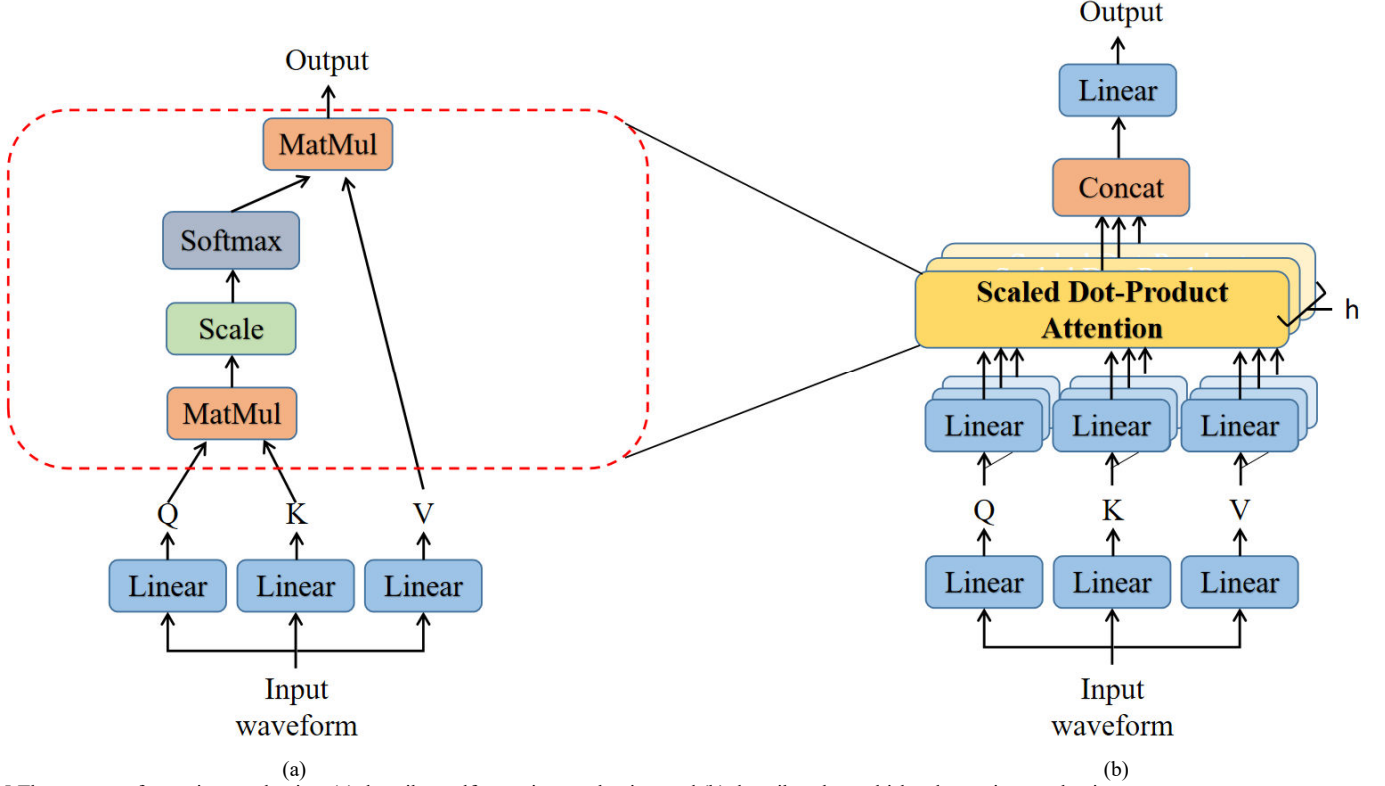 Output
MatMul
Softmax
Scale
MatMul
Q K V
Linear Linear Linear
Input
waveform
(a)
Output
Linear
Concat
Scaled Dot-Product
Attention
h
Linear Linear Linear
Q K V
Linear Linear Linear
Input
waveform
(b)